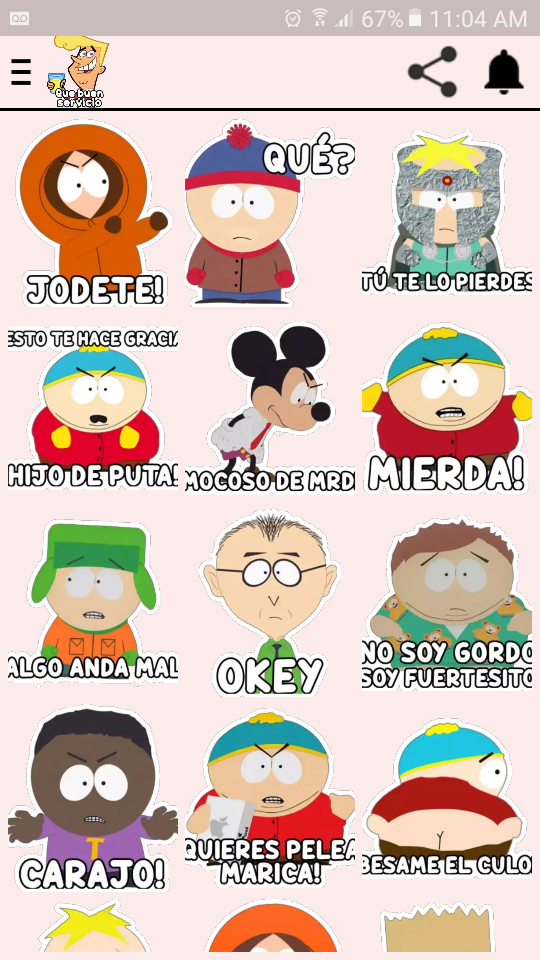 67% 11:04 AM
Que buen
servicio
JODETE!
QUÉ?
TÚ TE LO PIERDES
ESTO TE HACE GRACIA
HIJO DE PUTA!
MOCOSO DE MRD
MIERDA!
ALGO ANDA MAL
OKEY
NO SOY GORDO
SOY FUERTESITO
T
CARAJO!
QUIERES PELEA
MARICA!
BESAME EL CULO